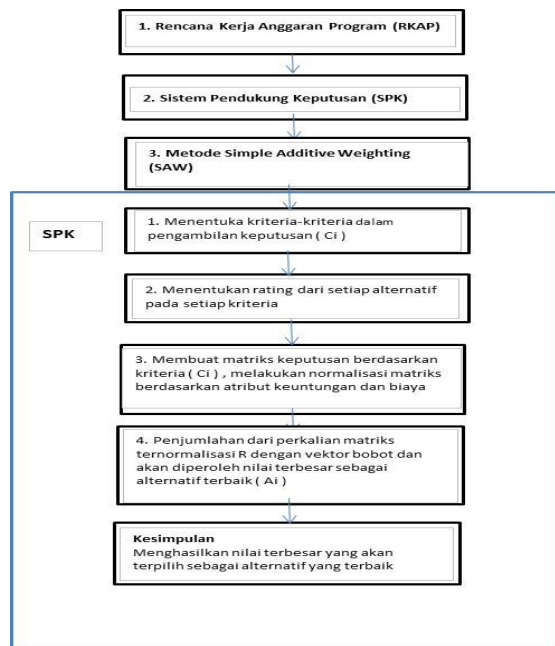 1. Rencana Kerja Anggaran Program (RKAP)
2. Sistem Pendukung Keputusan (SPK)
3. Metode Simple Additive Weighting
(SAW)
SPK
1. Menentuka kriteria-kriteria dalam
pengambilan keputusan ( Ci )
2. Menentukan rating dari setiap alternatif
pada setiap kriteria
3. Membuat matriks keputusan berdasarkan
kriteria ( Ci ) , melakukan normalisasi matriks
berdasarkan atribut keuntungan dan biaya
4. Penjumlahan dari perkalian matriks
ternormalisasi R dengan vektor bobot dan
akan diperoleh nilai terbesar sebagai
alternatif terbaik ( Ai )
Kesimpulan
Menghasilkan nilai terbesar yang akan
terpilih sebagai alternatif yang terbaik